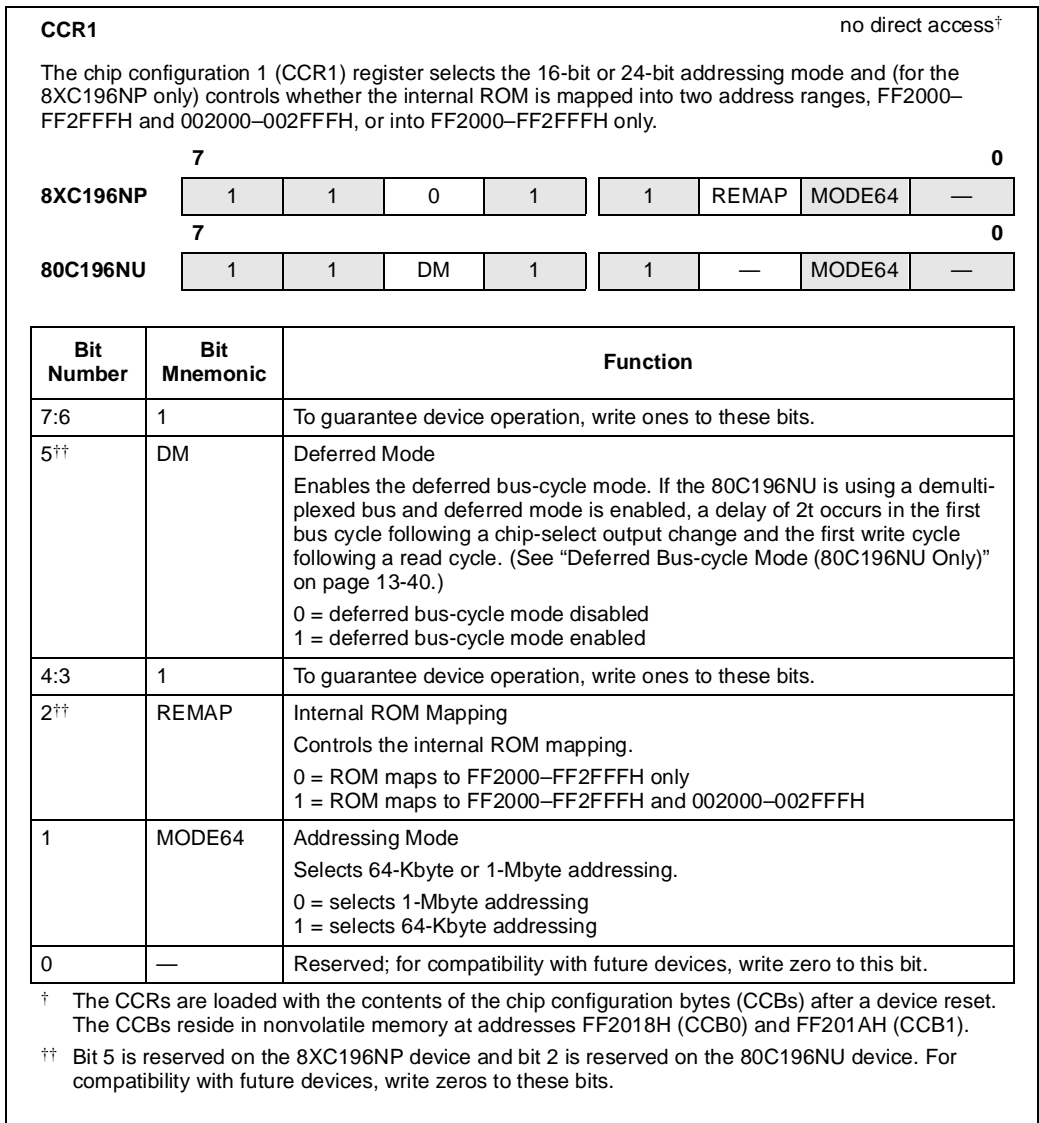 CCR1 no direct access†
The chip configuration 1 (CCR1) register selects the 16-bit or 24-bit addressing mode and (for the
8XC196NP only) controls whether the internal ROM is mapped into two address ranges, FF2000–
FF2FFFH and 002000–002FFFH, or into FF2000–FF2FFFH only.
7 0
8XC196NP 1 1 0 1 1 REMAP MODE64 —
7 0
80C196NU 1 1 DM 1 1 — MODE64 —
Bit Number Bit Mnemonic Function
7:6 1 To guarantee device operation, write ones to these bits.
5†† DM Deferred Mode
Enables the deferred bus-cycle mode. If the 80C196NU is using a demulti-
plexed bus and deferred mode is enabled, a delay of 2t occurs in the first
bus cycle following a chip-select output change and the first write cycle
following a read cycle. (See “Deferred Bus-cycle Mode (80C196NU Only)”
on page 13-40.)
0 = deferred bus-cycle mode disabled
1 = deferred bus-cycle mode enabled
4:3 1 To guarantee device operation, write ones to these bits.
2†† REMAP Internal ROM Mapping
Controls the internal ROM mapping.
0 = ROM maps to FF2000–FF2FFFH only
1 = ROM maps to FF2000–FF2FFFH and 002000–002FFFH
1 MODE64 Addressing Mode
Selects 64-Kbyte or 1-Mbyte addressing.
0 = selects 1-Mbyte addressing
1 = selects 64-Kbyte addressing
0 — Reserved; for compatibility with future devices, write zero to this bit.
† The CCRs are loaded with the contents of the chip configuration bytes (CCBs) after a device reset.
The CCBs reside in nonvolatile memory at addresses FF2018H (CCB0) and FF201AH (CCB1).
†† Bit 5 is reserved on the 8XC196NP device and bit 2 is reserved on the 80C196NU device. For
compatibility with future devices, write zeros to these bits.